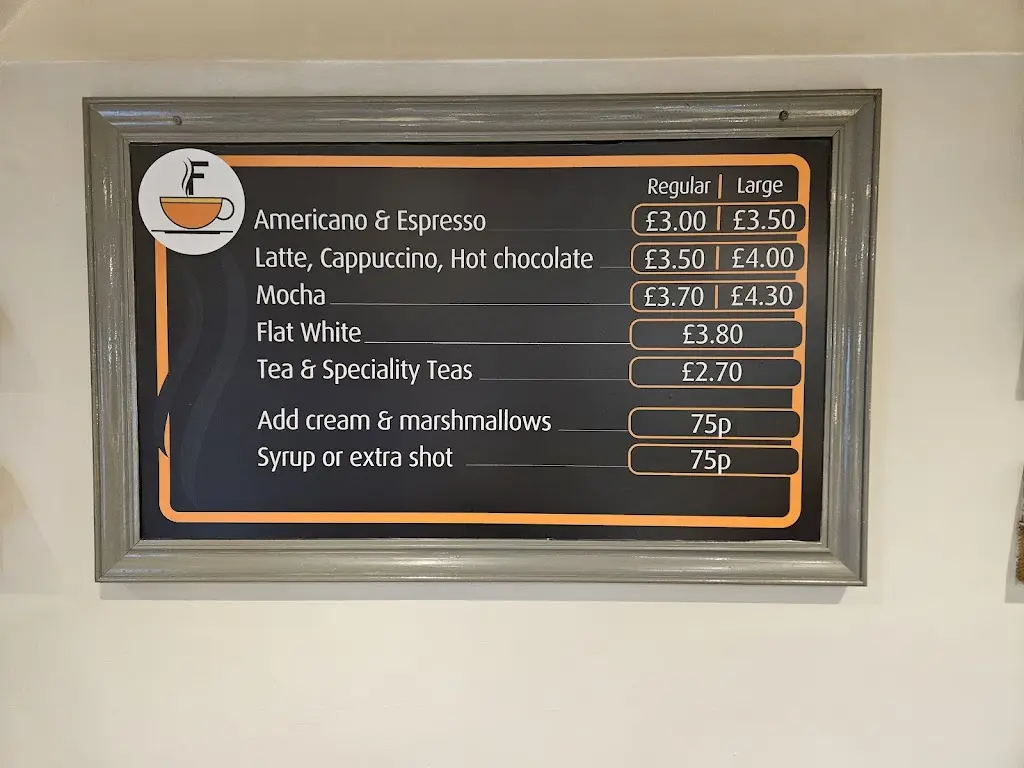 F
Regular | Large
Americano & Espresso £3.00 | £3.50
Latte, Cappuccino, Hot chocolate £3.50 | £4.00
Mocha £3.70 | £4.30
Flat White £3.80
Tea & Speciality Teas £2.70
Add cream & marshmallows 75p
Syrup or extra shot 75p